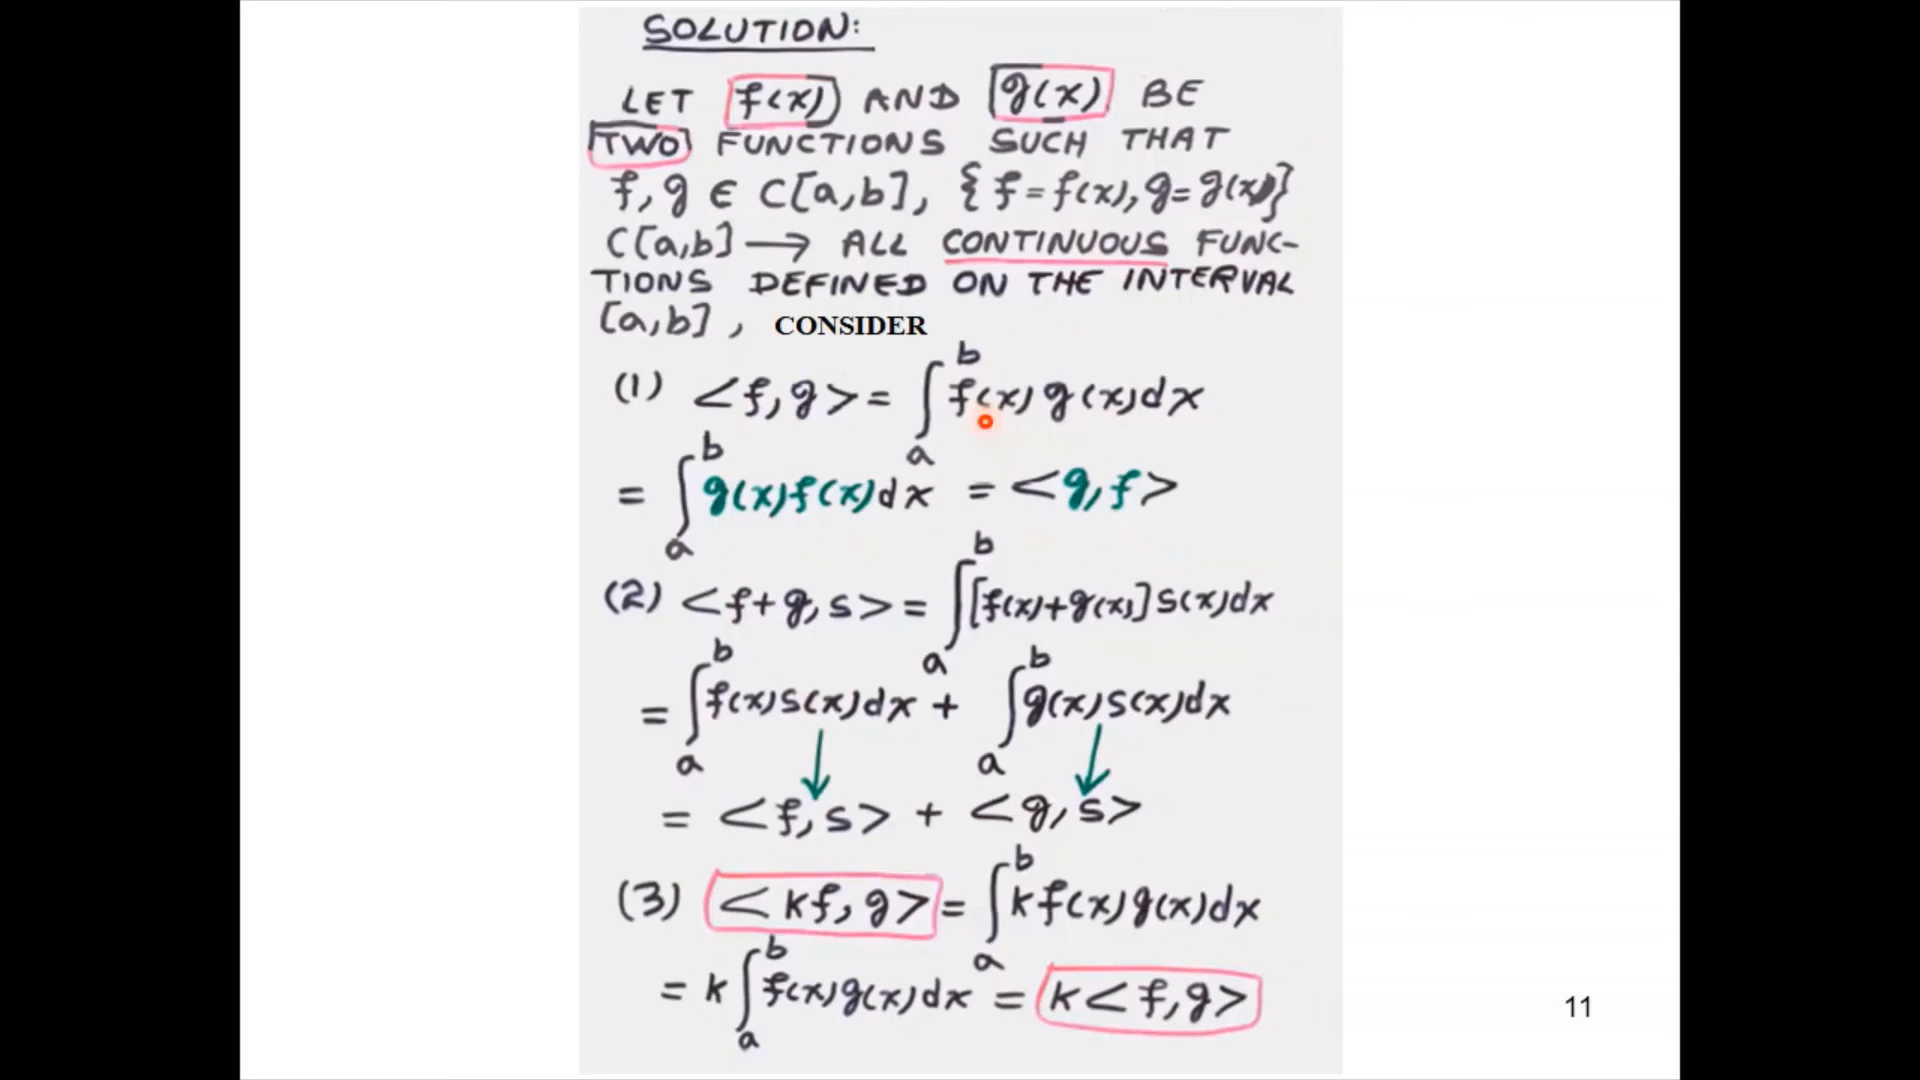 SOLUTION:
LET f(x) AND g(x) BE
TWO FUNCTIONS SUCH THAT
f,g ∈ C[a,b], {f=f(x), g=g(x)}
C[a,b] → ALL CONTINUOUS FUNC-
TIONS DEFINED ON THE INTERVAL
[a,b], CONSIDER
(1) <f,g> = ∫_a^b f(x)g(x)dx
= ∫_a^b g(x)f(x)dx = <g,f>
(2) <f+g,s> = ∫_a^b [f(x)+g(x)]s(x)dx
= ∫_a^b f(x)s(x)dx + ∫_a^b g(x)s(x)dx
= <f,s> + <g,s>
(3) <kf,g> = ∫_a^b kf(x)g(x)dx
= k∫_a^b f(x)g(x)dx = k<f,g>
11